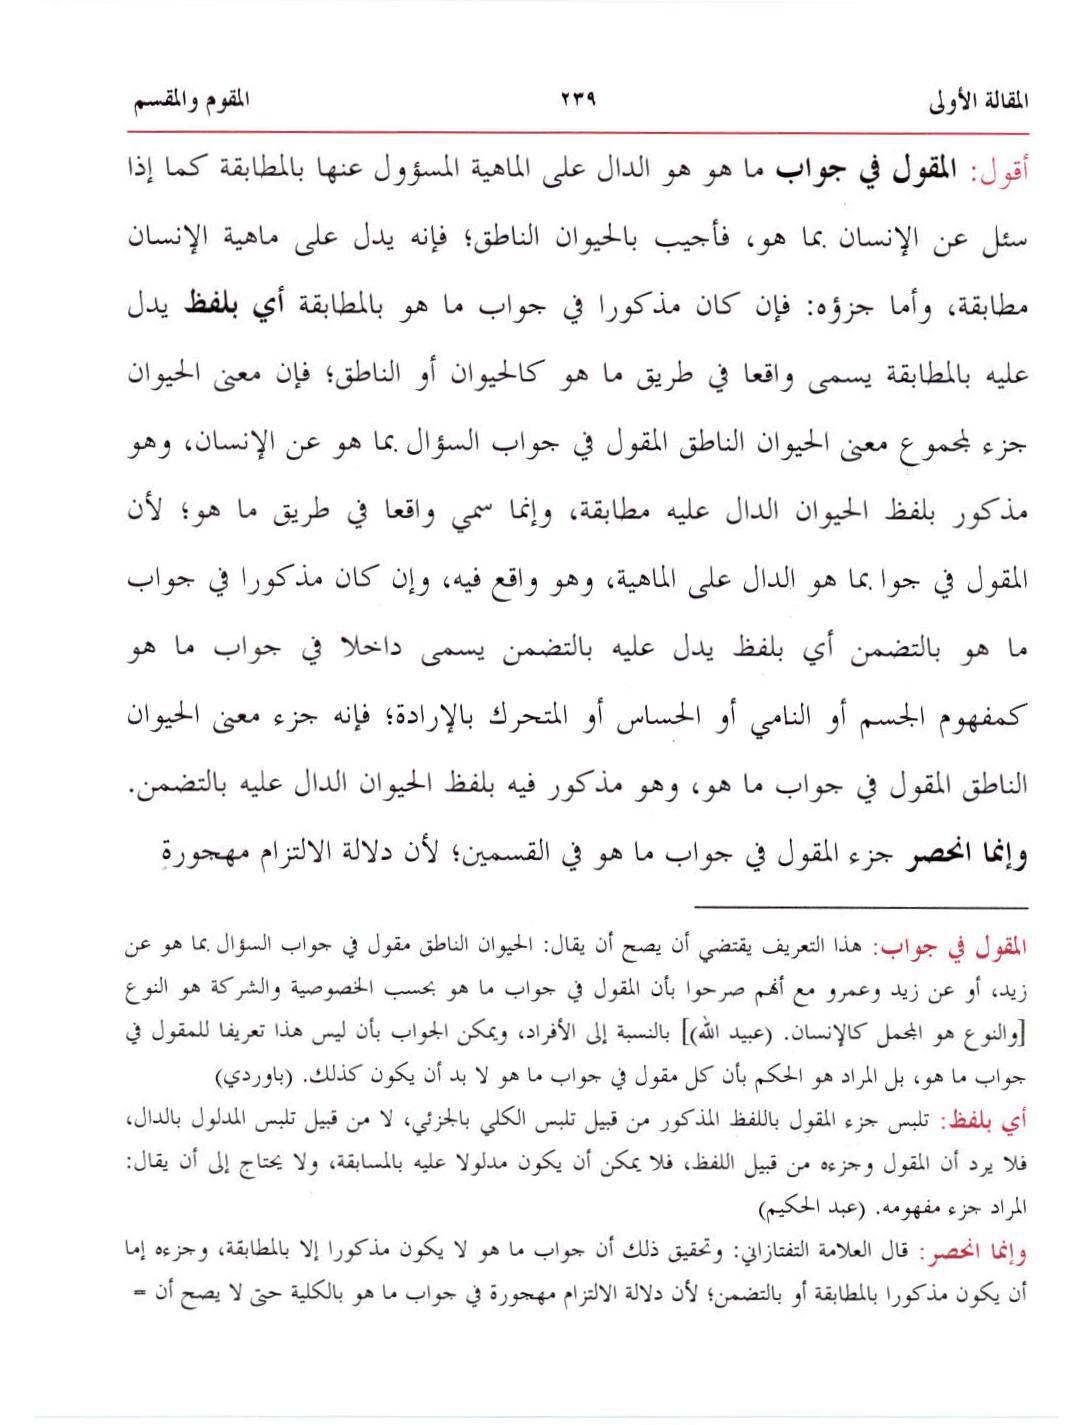 المقالة الأولى ٢٣٩ المقوم والمقسم
أقول: المقول في جواب ما هو هو الدال على الماهية المسؤول عنها بالمطابقة كما إذا
سئل عن الإنسان بما هو، فأجيب بالحيوان الناطق؛ فإنه يدل على ماهية الإنسان
مطابقة، وأما جزؤه: فإن كان مذكورا في جواب ما هو بالمطابقة أي بلفظ يدل
عليه بالمطابقة يسمى واقعا في طريق ما هو كالحيوان أو الناطق؛ فإن معنى الحيوان
جزء لمجموع معنى الحيوان الناطق المقول في جواب السؤال بما هو عن الإنسان، وهو
مذكور بلفظ الحيوان الدال عليه مطابقة، وإنما سمي واقعا في طريق ما هو؛ لأن
المقول في جوا بما هو الدال على الماهية، وهو واقع فيه، وإن كان مذكورا في جواب
ما هو بالتضمن أي بلفظ يدل عليه بالتضمن يسمى داخلا في جواب ما هو
كمفهوم الجسم أو النامي أو الحساس أو المتحرك بالإرادة؛ فإنه جزء معنى الحيوان
الناطق المقول في جواب ما هو، وهو مذكور فيه بلفظ الحيوان الدال عليه بالتضمن.
وإنما انحصر جزء المقول في جواب ما هو في القسمين؛ لأن دلالة الالتزام مهجورة
المقول في جواب: هذا التعريف يقتضي أن يصح أن يقال: الحيوان الناطق مقول في جواب السؤال بما هو عن
زيد، أو عن زيد وعمرو مع أنهم صرحوا بأن المقول في جواب ما هو بحسب الخصوصية والشركة هو النوع
[والنوع هو المجمل كالإنسان. (عبيد الله)] بالنسبة إلى الأفراد، ويمكن الجواب بأن ليس هذا تعريفا للمقول في
جواب ما هو، بل المراد هو الحكم بأن كل مقول في جواب ما هو لا بد أن يكون كذلك. (باوردي)
أي بلفظ: تلبس جزء المقول باللفظ المذكور من قبيل تلبس الكلي بالجزئي، لا من قبيل تلبس المدلول بالدال،
فلا يرد أن المقول وجزءه من قبيل اللفظ، فلا يمكن أن يكون مدلولا عليه بالمسابقة، ولا يحتاج إلى أن يقال:
المراد جزء مفهومه. (عبد الحكيم)
وإنما انحصر: قال العلامة التفتازاني: وتحقيق ذلك أن جواب ما هو لا يكون مذكورا إلا بالمطابقة، وجزءه إما
أن يكون مذكورا بالمطابقة أو بالتضمن؛ لأن دلالة الالتزام مهجورة في جواب ما هو بالكلية حتى لا يصح أن =